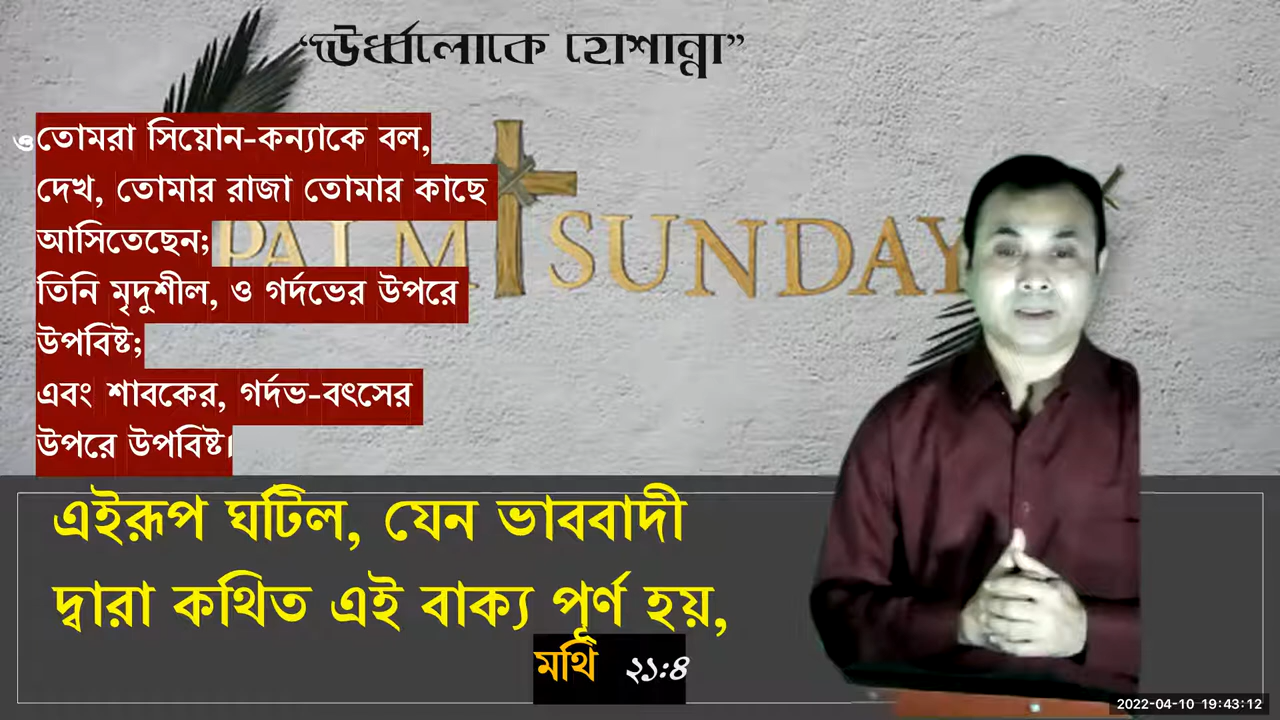 “ঊর্ধ্বলোকে হোশান্না”
PALM SUNDAY
তোমরা সিয়োন-কন্যাকে বল,
দেখ, তোমার রাজা তোমার কাছে
আসিতেছেন;
তিনি মৃদুশীল, ও গর্দভের উপরে
উপবিষ্ট;
এবং শাবকের, গর্দভ-বৎসের
উপরে উপবিষ্ট।
এইরূপ ঘটিল, যেন ভাববাদী
দ্বারা কথিত এই বাক্য পূর্ণ হয়,
মথি ২১:৪
2022-04-10 19:43:12